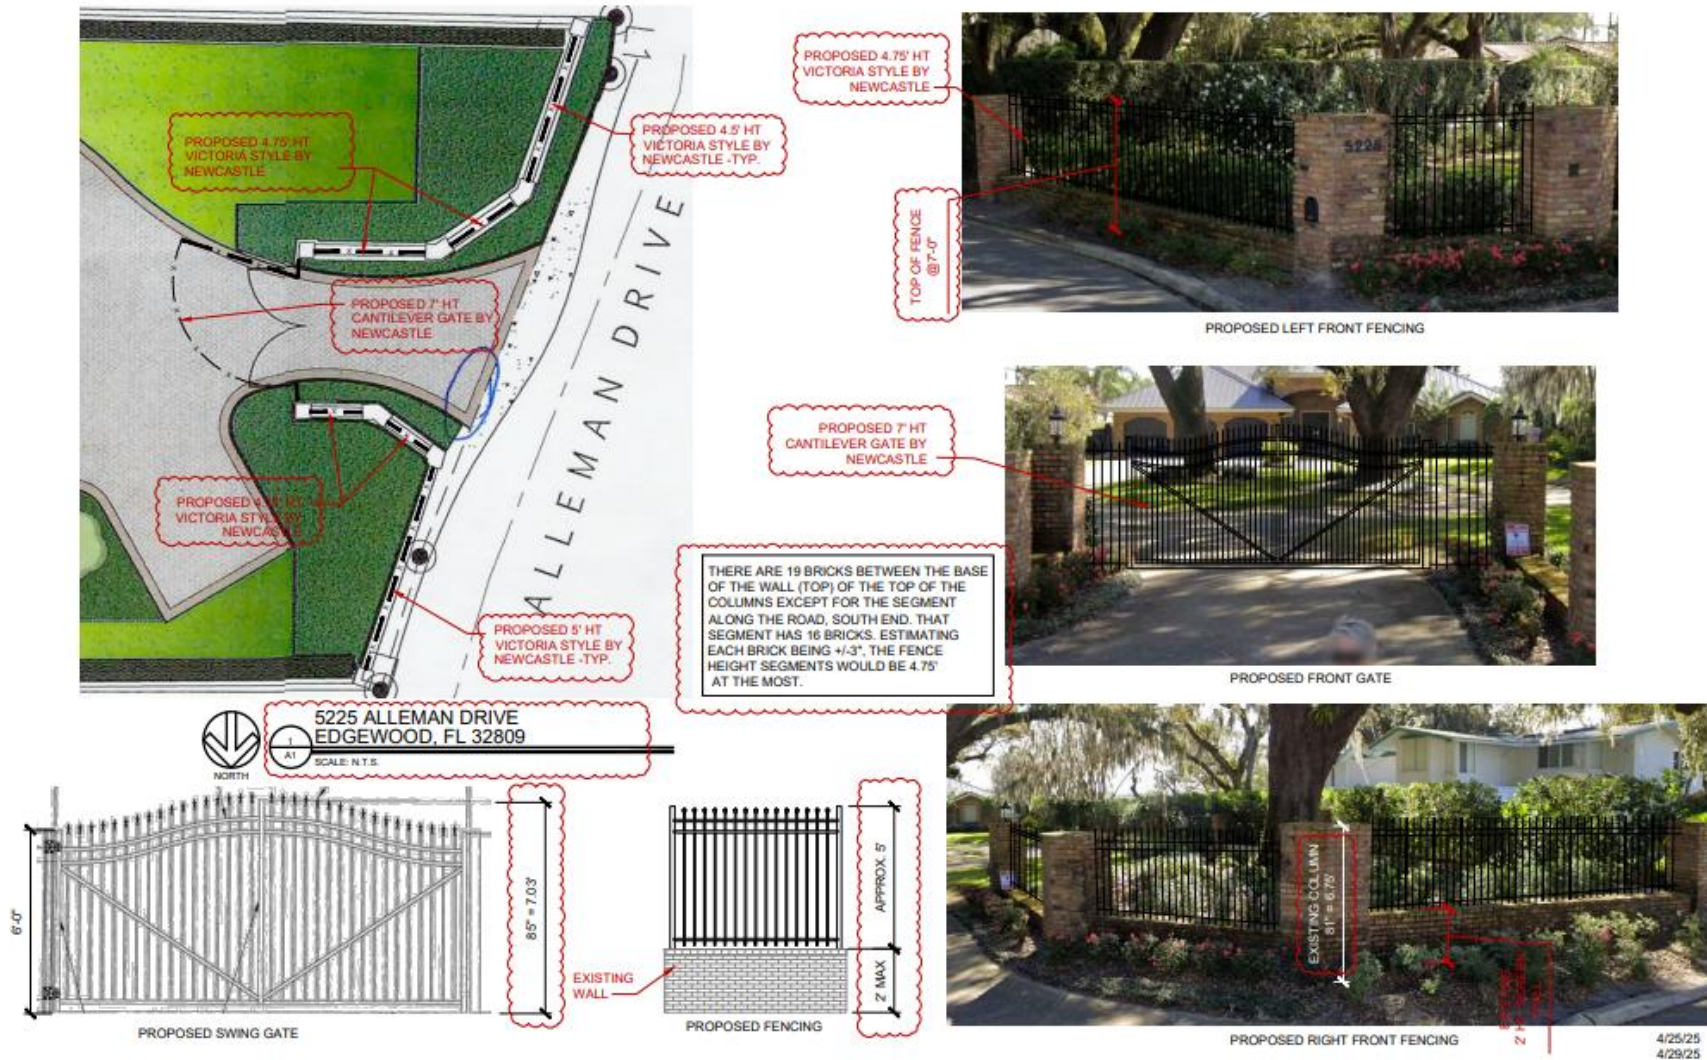 PROPOSED 4.75' HT
VICTORIA STYLE BY
NEWCASTLE
PROPOSED 4.5' HT
VICTORIA STYLE BY
NEWCASTLE -TYP.
PROPOSED 7' HT
CANTILEVER GATE BY
NEWCASTLE
PROPOSED HT
VICTORIA STYLE BY
NEWCASTLE
PROPOSED 5' HT
VICTORIA STYLE BY
NEWCASTLE -TYP.
ALLEMAN DRIVE
PROPOSED 4.75' HT
VICTORIA STYLE BY
NEWCASTLE
TOP OF FENCE
@7'-0"
5225
PROPOSED LEFT FRONT FENCING
PROPOSED 7' HT
CANTILEVER GATE BY
NEWCASTLE
PROPOSED FRONT GATE
THERE ARE 19 BRICKS BETWEEN THE BASE
OF THE WALL (TOP) OF THE TOP OF THE
COLUMNS EXCEPT FOR THE SEGMENT
ALONG THE ROAD, SOUTH END. THAT
SEGMENT HAS 16 BRICKS. ESTIMATING
EACH BRICK BEING +/-3", THE FENCE
HEIGHT SEGMENTS WOULD BE 4.75'
AT THE MOST.
NORTH
1
A1
5225 ALLEMAN DRIVE
EDGEWOOD, FL 32809
SCALE: N.T.S.
6'-0"
85" = 7.03'
PROPOSED SWING GATE
EXISTING
WALL
APPROX. 5'
2' MAX
PROPOSED FENCING
EXISTING COLUMN
81" = 6.75'
PROPOSED RIGHT FRONT FENCING
4/25/25
4/29/25